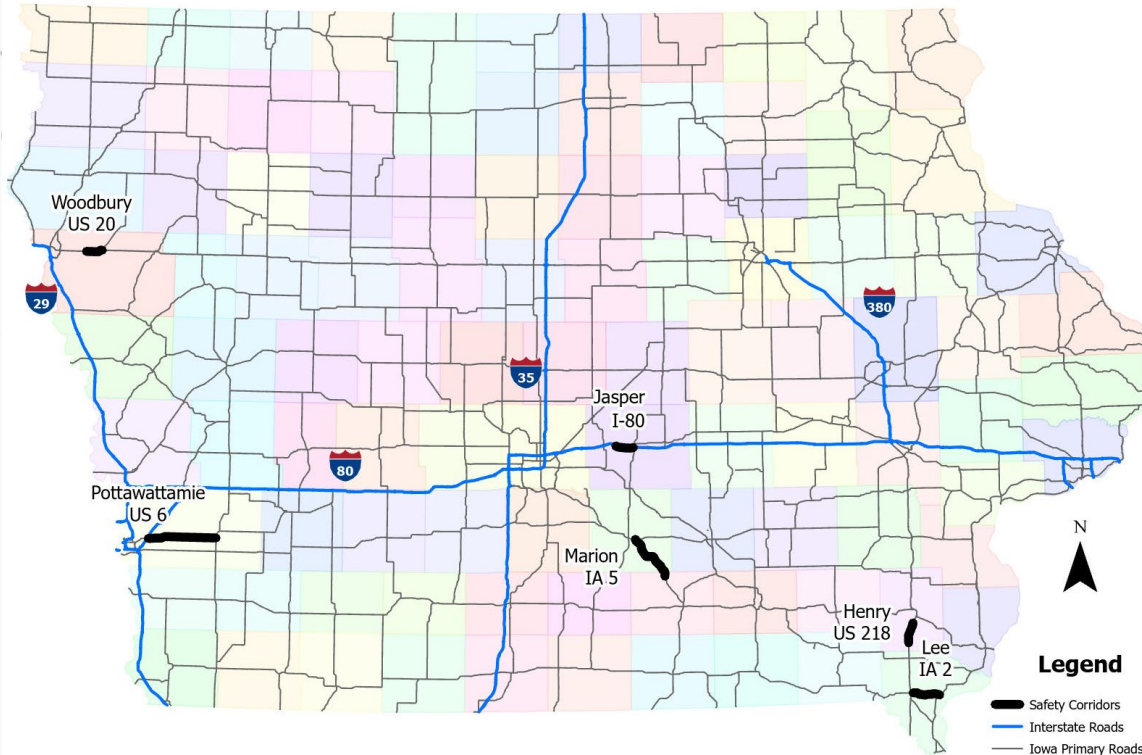 Woodbury
US 20
29
380
35
Jasper
I-80
80
Pottawattamie
US 6
N
Marion
IA 5
Henry
US 218
Lee
IA 2
Legend
Safety Corridors
Interstate Roads
Iowa Primary Roads